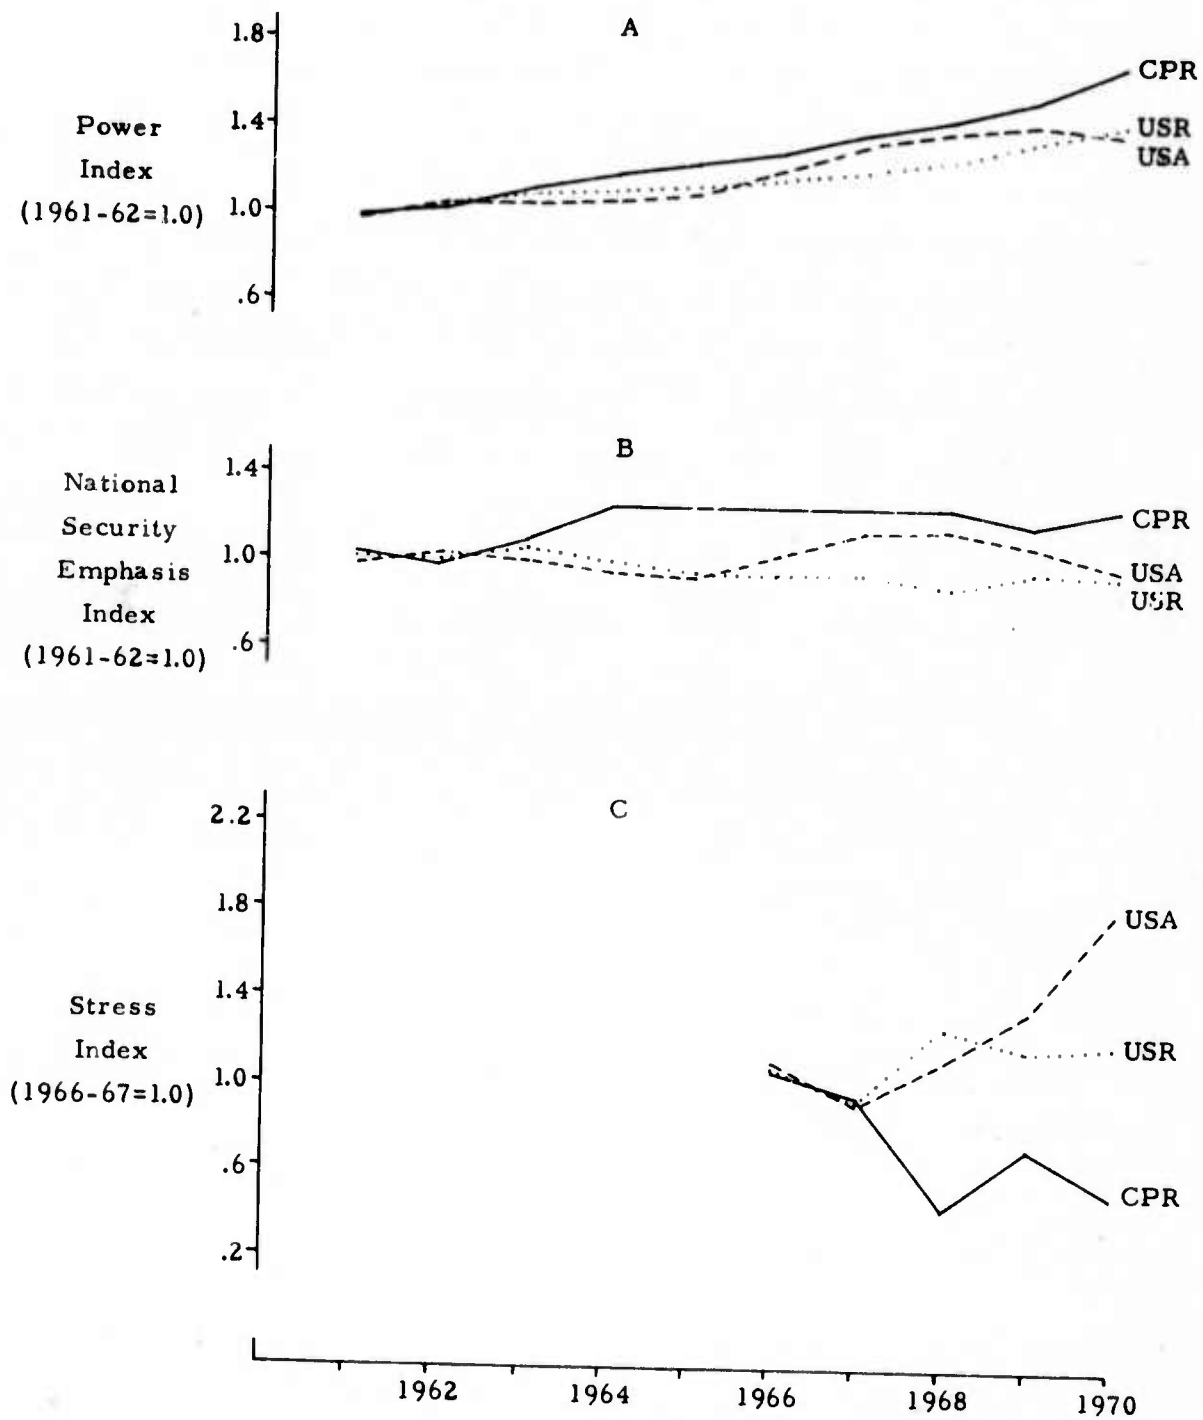 A
1.8
1.4
1.0
.6
Power
Index
(1961-62=1.0)
CPR
USR
USA
B
1.4
1.0
.6
National
Security
Emphasis
Index
(1961-62=1.0)
CPR
USA
USR
C
2.2
1.8
1.4
1.0
.6
.2
Stress
Index
(1966-67=1.0)
USA
USR
CPR
1962 1964 1966 1968 1970